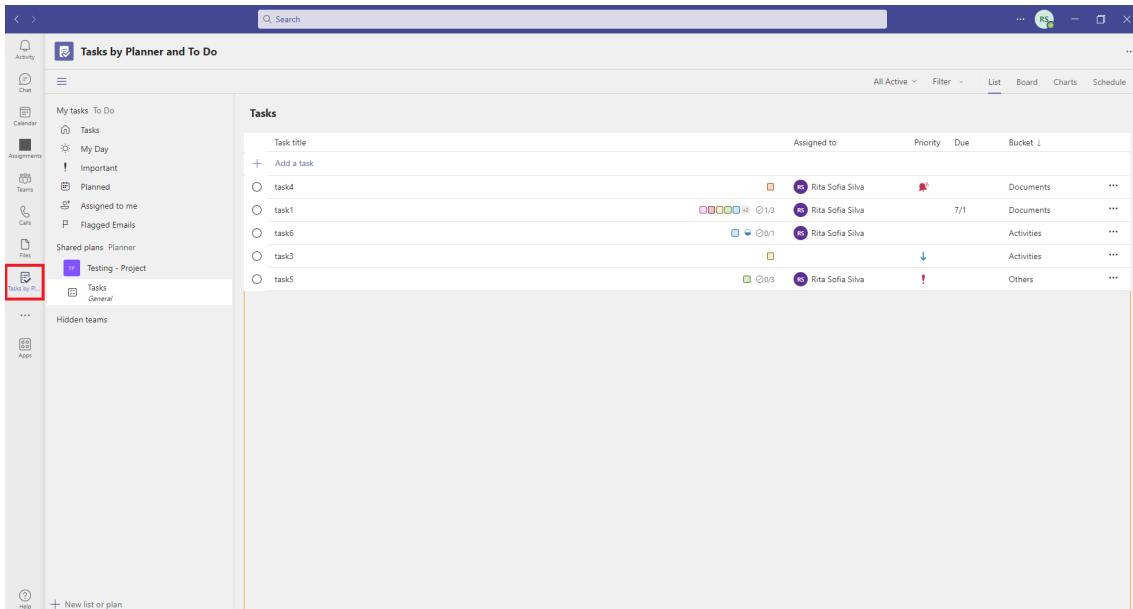 Search
RS
Activity
Chat
Calendar
Assignments
Teams
Calls
Files
Tasks by Pl...
Apps
Help
Tasks by Planner and To Do
All Active Filter List Board Charts Schedule
My tasks To Do
Tasks
My Day
Important
Planned
Assigned to me
Flagged Emails
Shared plans Planner
TP Testing - Project
Tasks
General
Hidden teams
+ New list or plan
Tasks
Task title Assigned to Priority Due Bucket ↓
+ Add a task
task4 RS Rita Sofia Silva Documents
task1 +2 1/3 RS Rita Sofia Silva 7/1 Documents
task6 0/1 RS Rita Sofia Silva Activities
task3 Activities
task5 0/3 RS Rita Sofia Silva Others